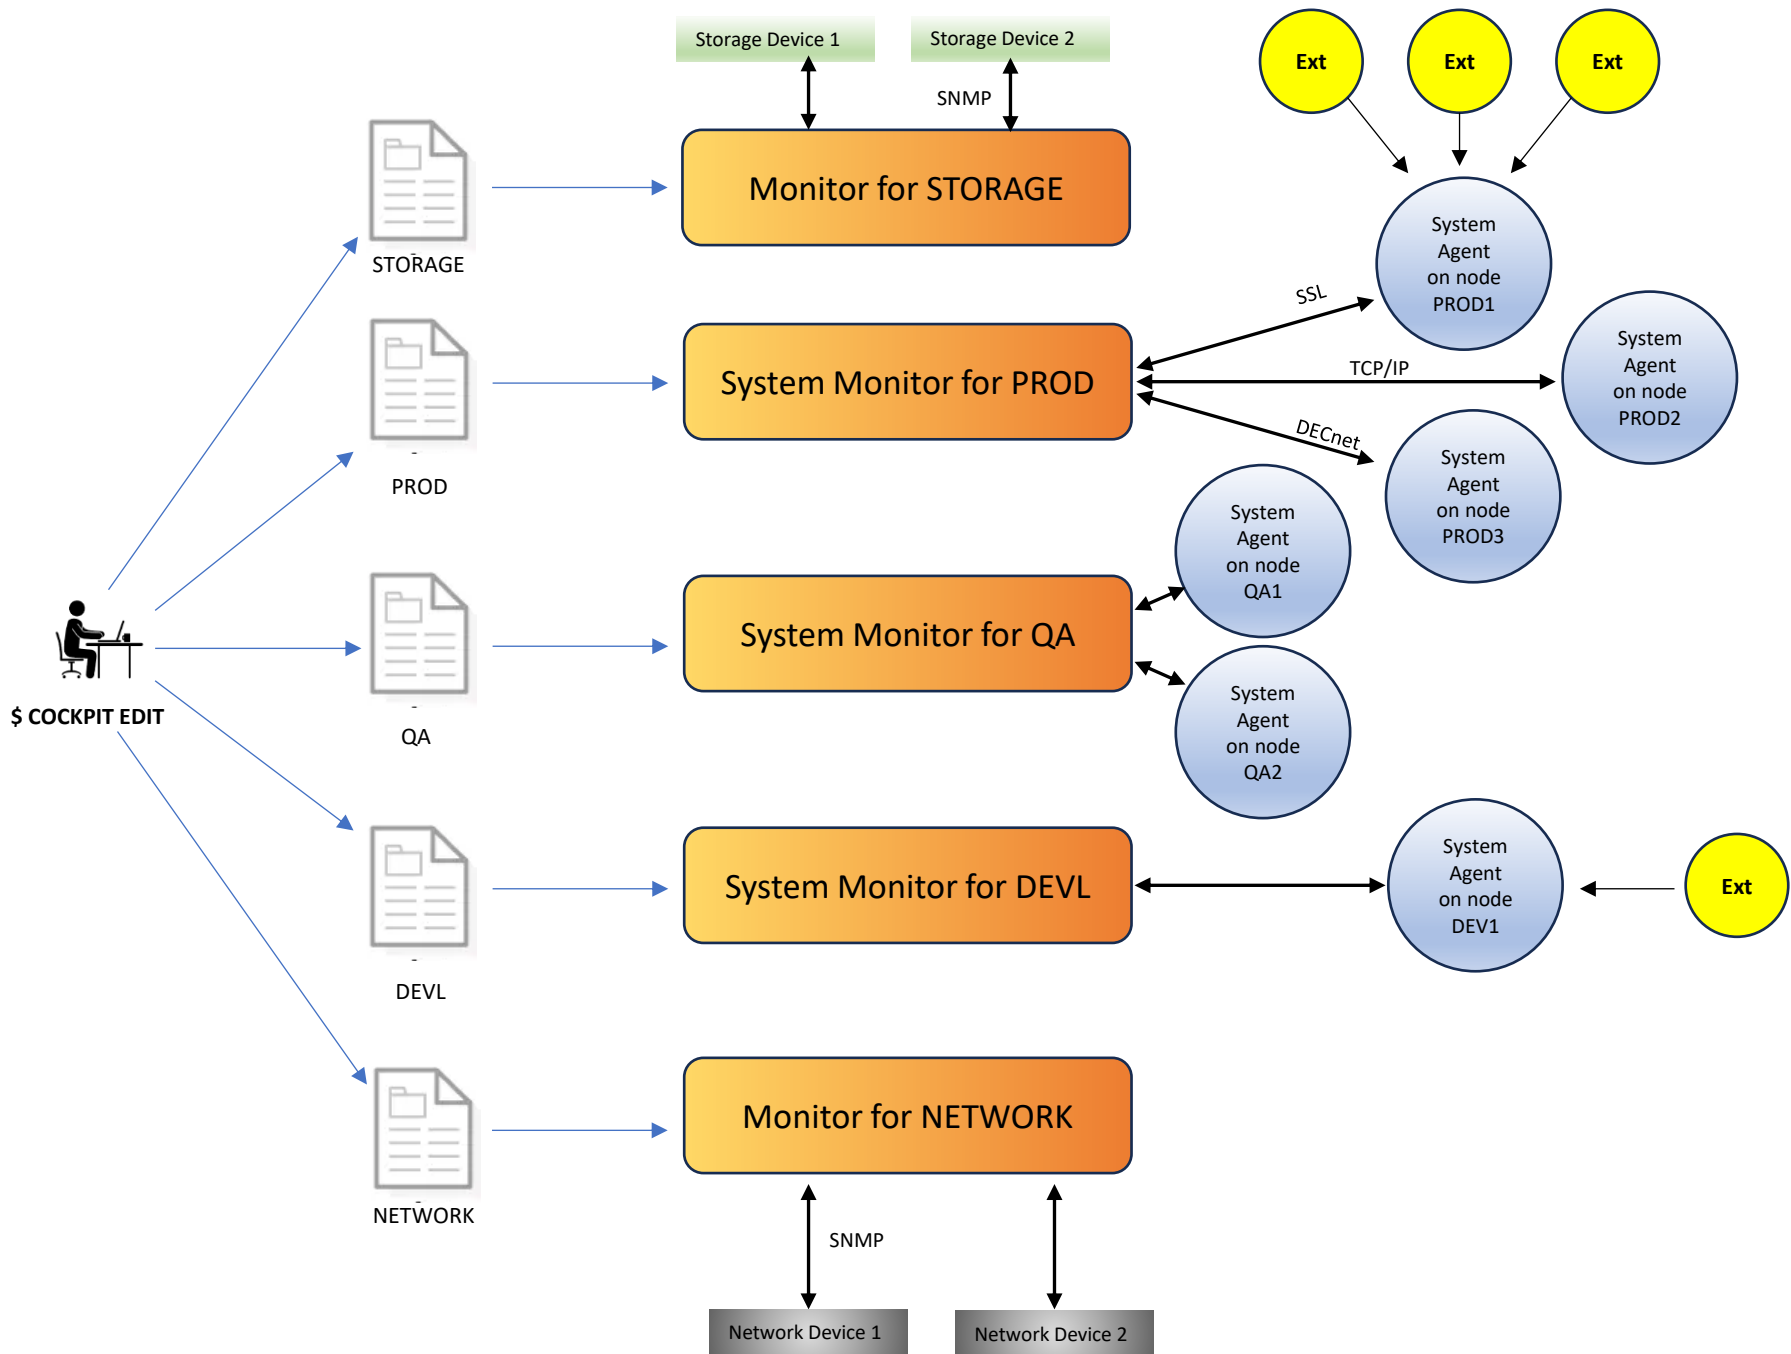 Storage Device 1
Storage Device 2
SNMP
Ext
Ext
Ext
Monitor for STORAGE
STORAGE
System
Agent
on node
PROD1
SSL
System Monitor for PROD
TCP/IP
System
Agent
on node
PROD2
DECnet
System
Agent
on node
PROD3
PROD
System
Agent
on node
QA1
System Monitor for QA
System
Agent
on node
QA2
$ COCKPIT EDIT
QA
System Monitor for DEVL
System
Agent
on node
DEV1
Ext
DEVL
Monitor for NETWORK
NETWORK
SNMP
Network Device 1
Network Device 2